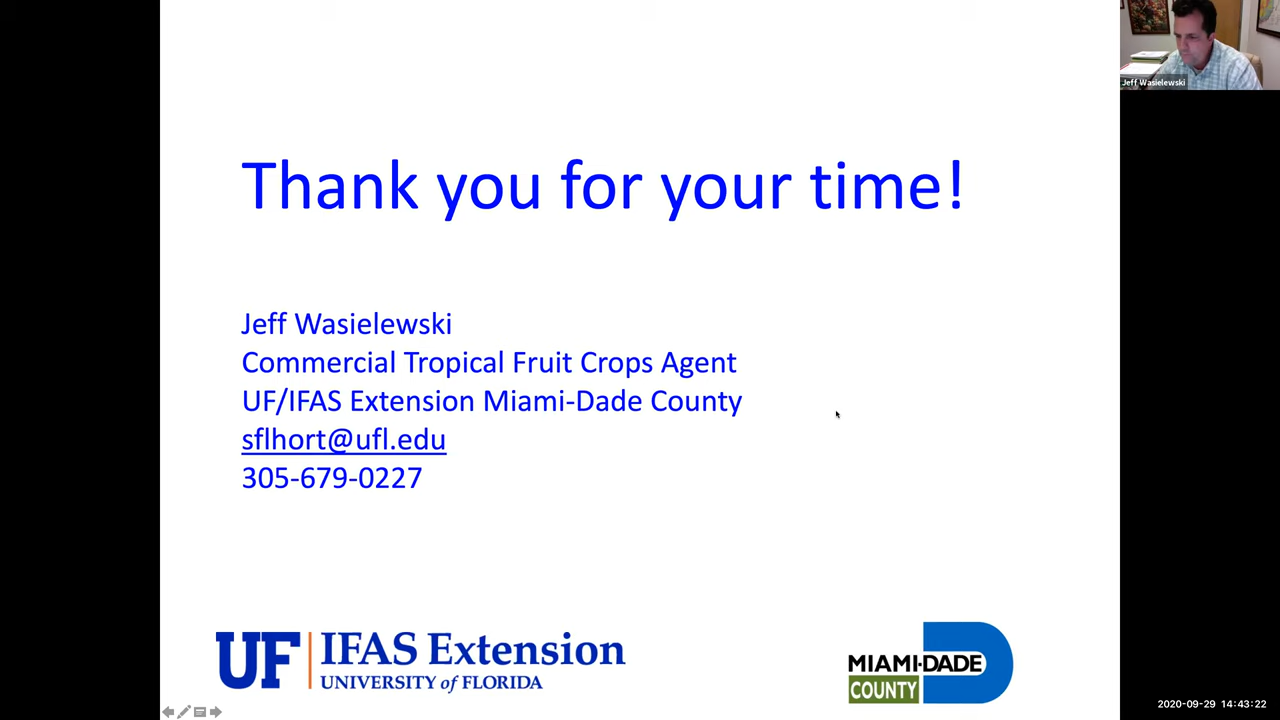 Jeff Wasielewski
Thank you for your time!
Jeff Wasielewski
Commercial Tropical Fruit Crops Agent
UF/IFAS Extension Miami-Dade County
sflhort@ufl.edu
305-679-0227
UF IFAS Extension
UNIVERSITY of FLORIDA
MIAMI-DADE
COUNTY
2020-09-29 14:43:22